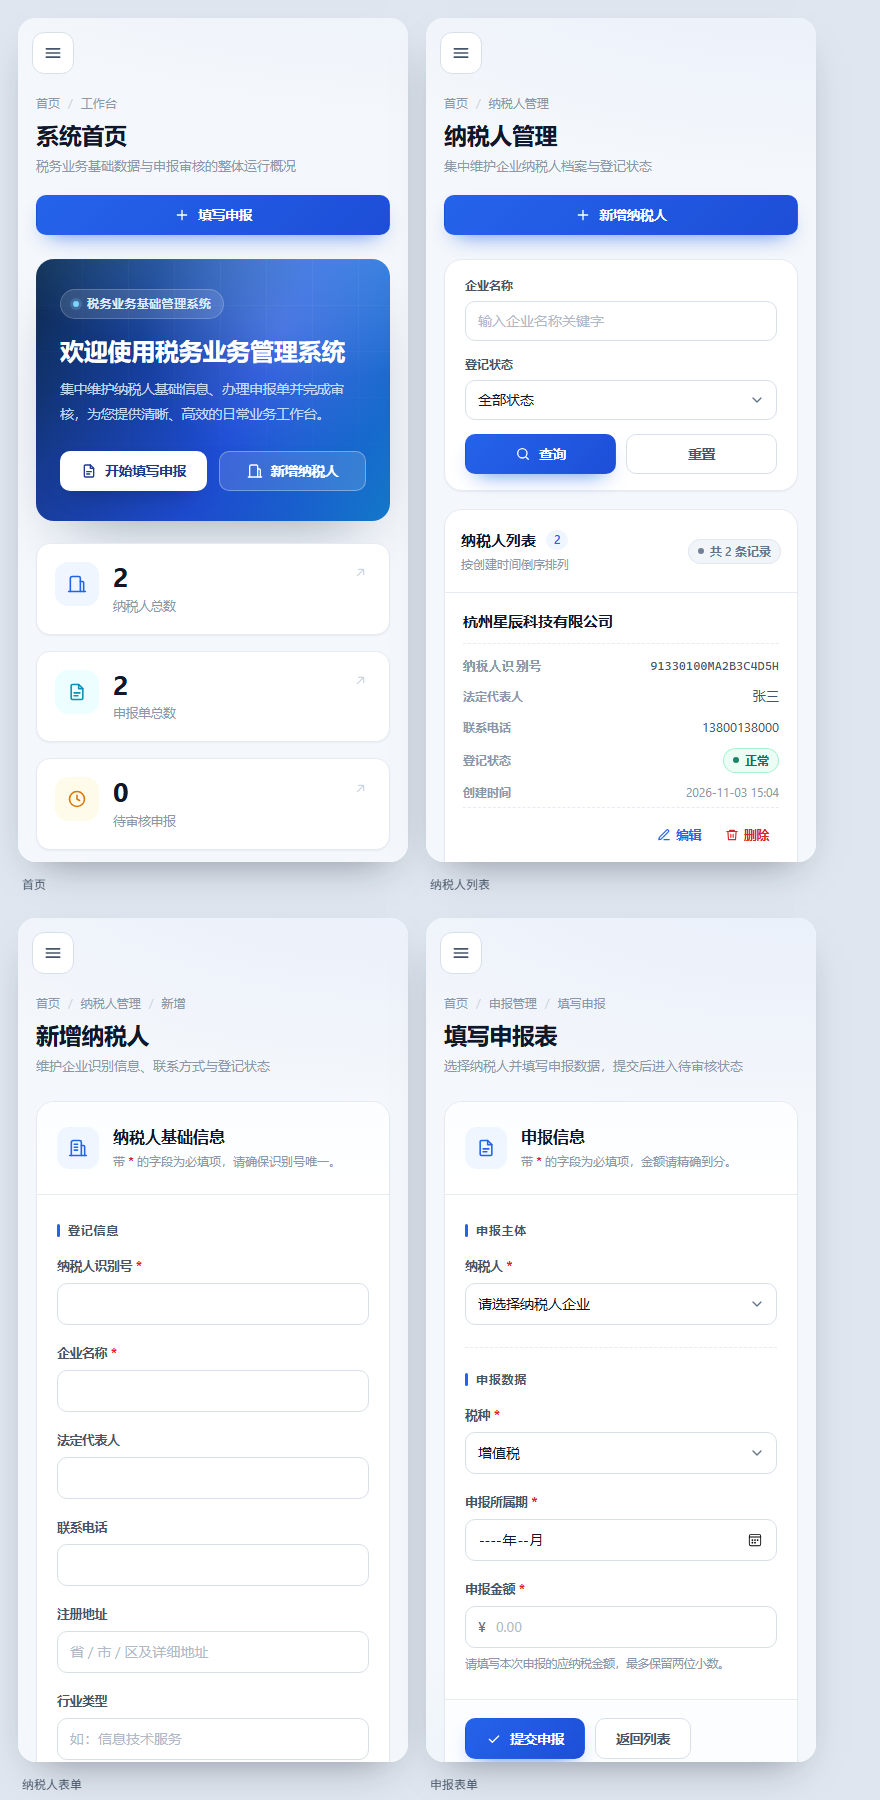 首页 / 工作台
系统首页
税务业务基础数据与申报审核的整体运行概况
填写申报
税务业务基础管理系统
欢迎使用税务业务管理系统
集中维护纳税人基础信息、办理申报单并完成审
核，为您提供清晰、高效的日常业务工作台。
开始填写申报
新增纳税人
2
纳税人总数
2
申报单总数
0
待审核申报
首页
首页 / 纳税人管理
纳税人管理
集中维护企业纳税人档案与登记状态
新增纳税人
企业名称
输入企业名称关键字
登记状态
全部状态
查询
重置
纳税人列表 2
按创建时间倒序排列
共 2 条记录
杭州星辰科技有限公司
纳税人识别号 91330100MA2B3C4D5H
法定代表人 张三
联系电话 13800138000
登记状态 正常
创建时间 2026-11-03 15:04
编辑 删除
纳税人列表
首页 / 纳税人管理 / 新增
新增纳税人
维护企业识别信息、联系方式与登记状态
纳税人基础信息
带 * 的字段为必填项，请确保识别号唯一。
登记信息
纳税人识别号 *
企业名称 *
法定代表人
联系电话
注册地址
省 / 市 / 区及详细地址
行业类型
如：信息技术服务
纳税人表单
首页 / 申报管理 / 填写申报
填写申报表
选择纳税人并填写申报数据，提交后进入待审核状态
申报信息
带 * 的字段为必填项，金额请精确到分。
申报主体
纳税人 *
请选择纳税人企业
申报数据
税种 *
增值税
申报所属期 *
----年--月
申报金额 *
¥ 0.00
请填写本次申报的应纳税金额，最多保留两位小数。
提交申报
返回列表
申报表单